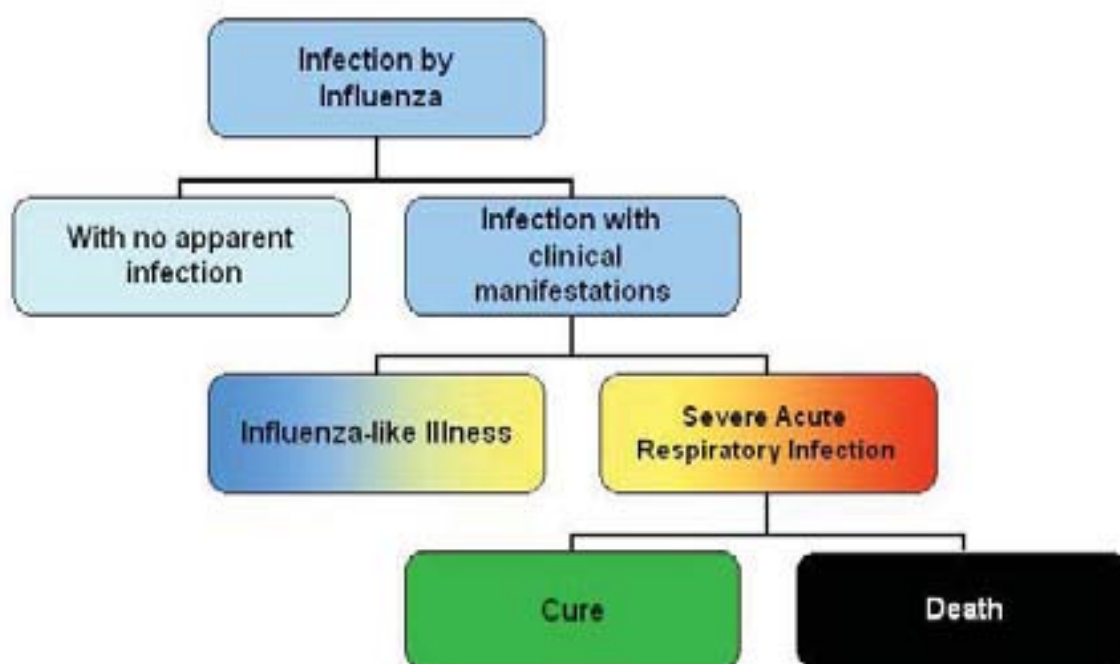 Infection by
Influenza
With no apparent
infection
Infection with
clinical
manifestations
Influenza-like Illness
Severe Acute
Respiratory Infection
Cure
Death